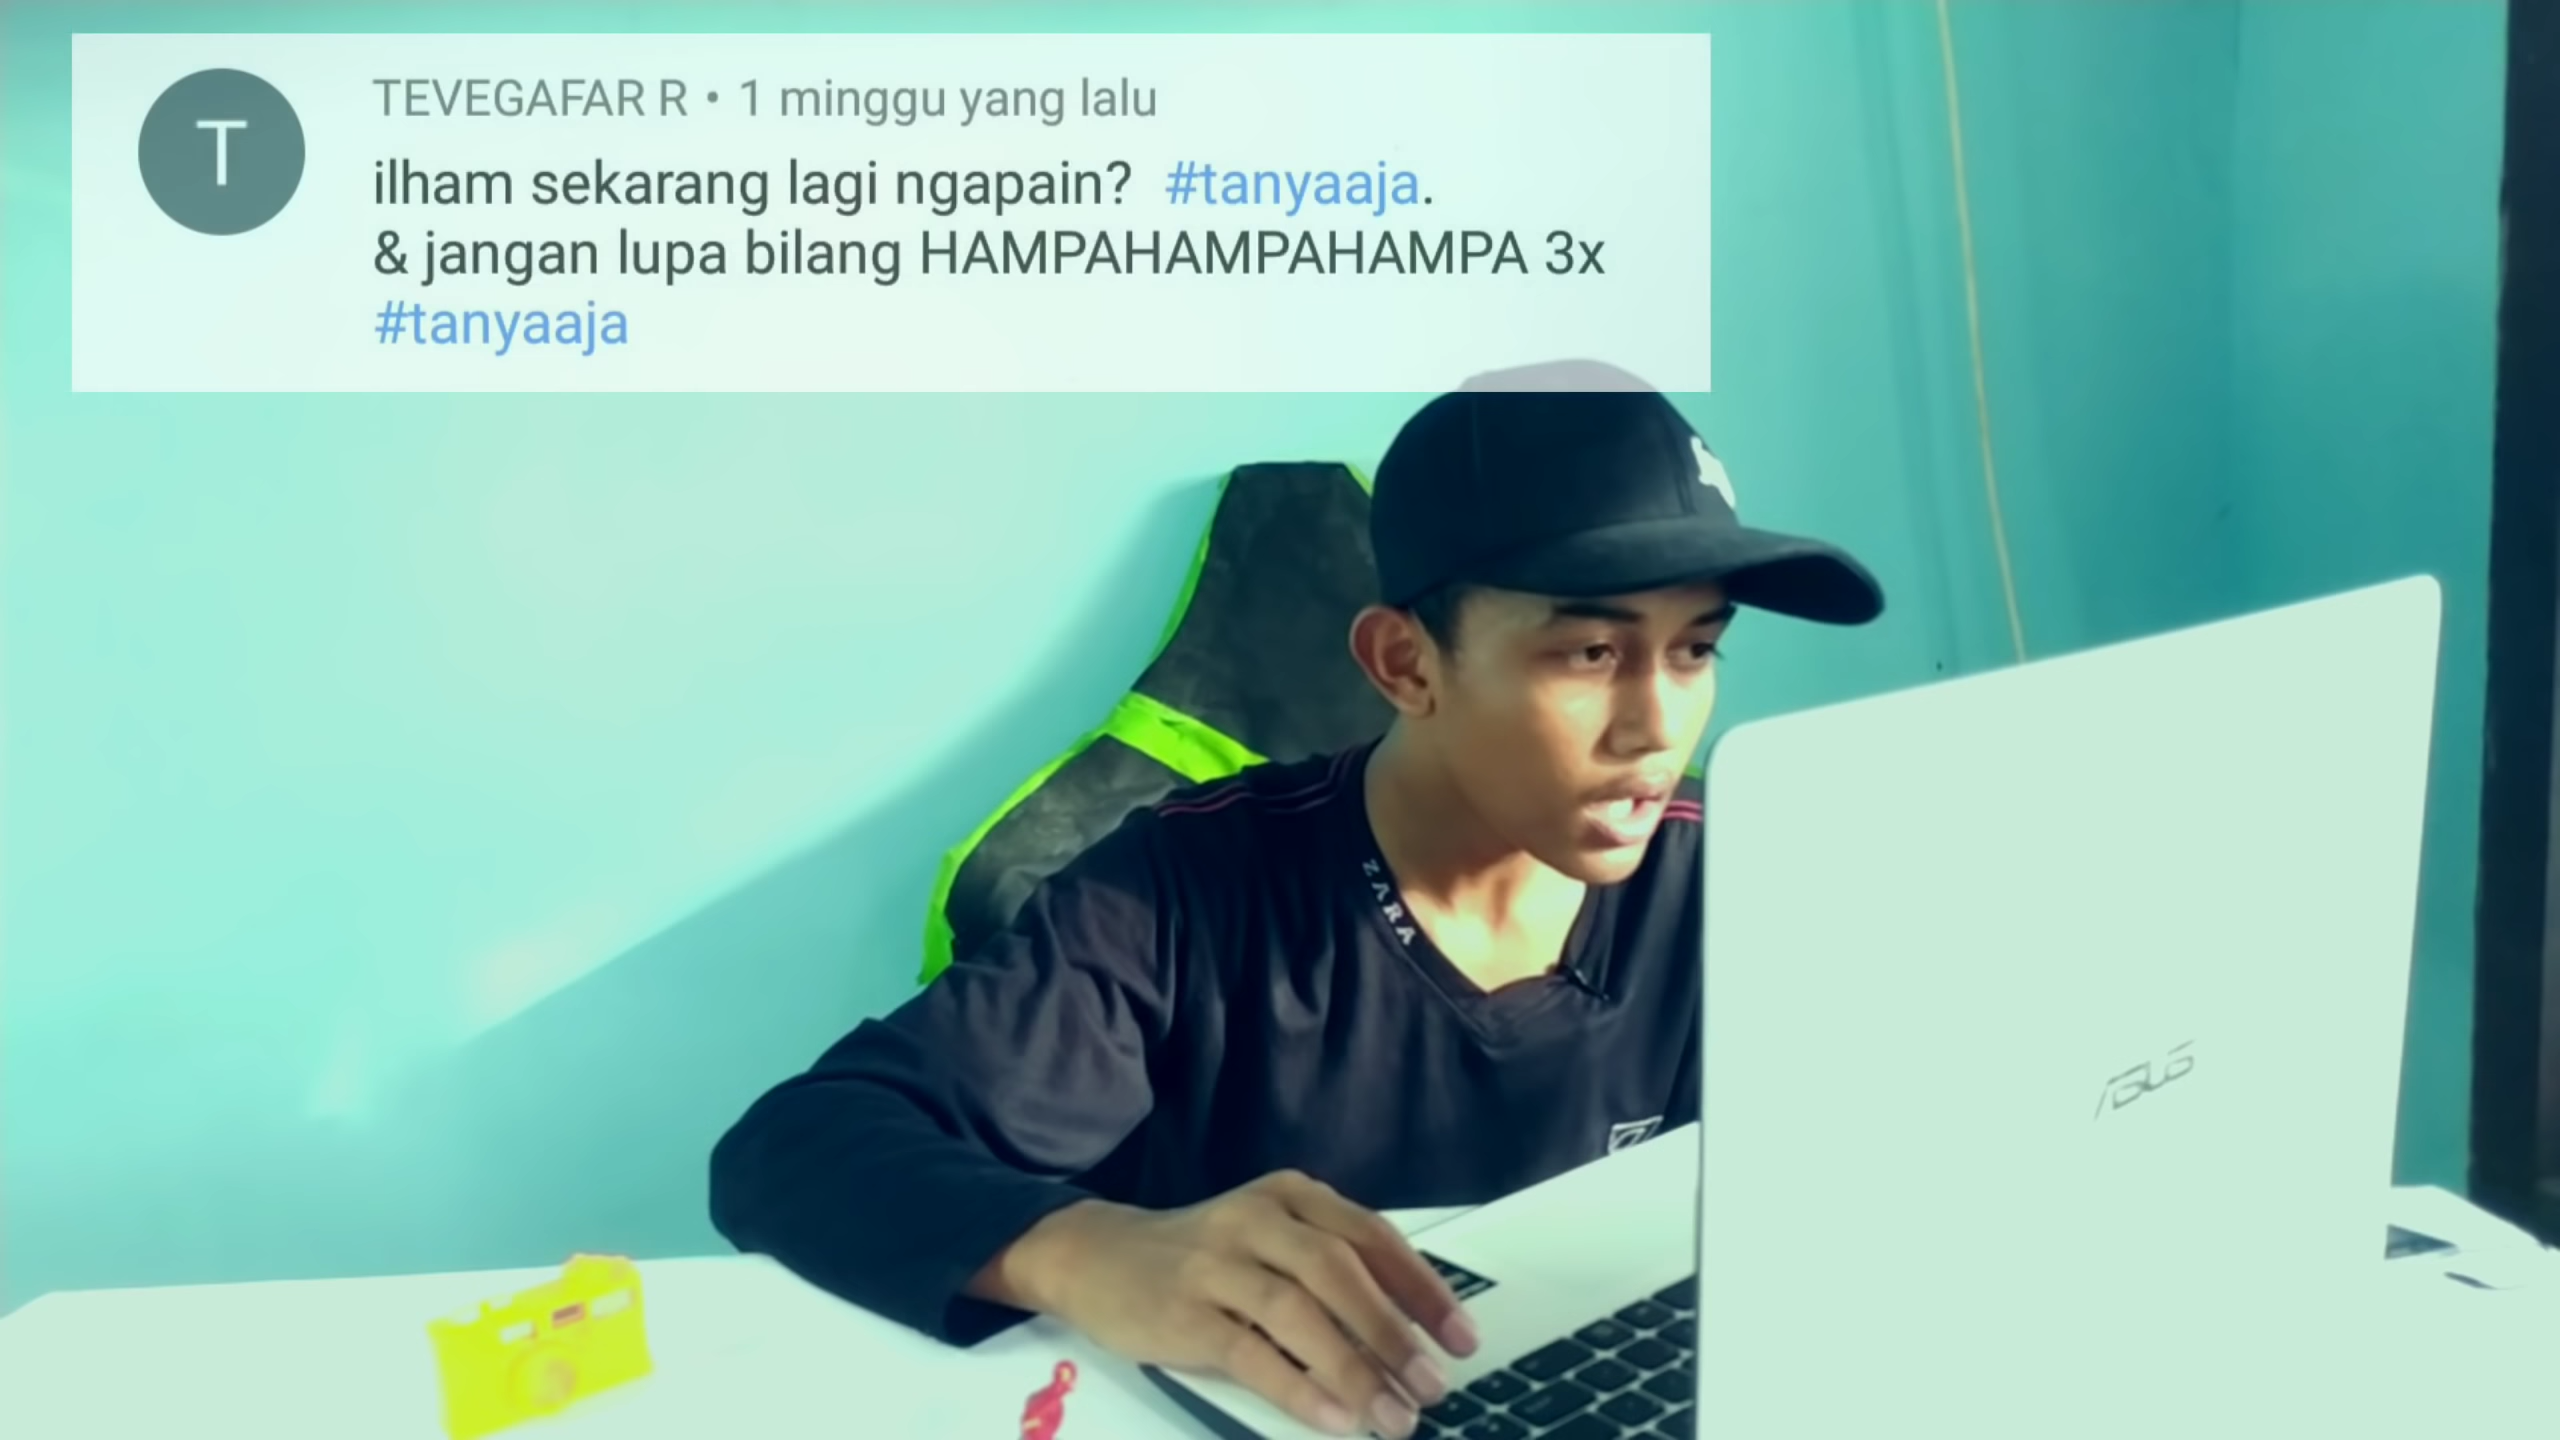 T
TEVEGAFAR R • 1 minggu yang lalu
ilham sekarang lagi ngapain? #tanyaaja.
& jangan lupa bilang HAMPAHAMPAHAMPA 3x
#tanyaaja
ZARA
ASUS